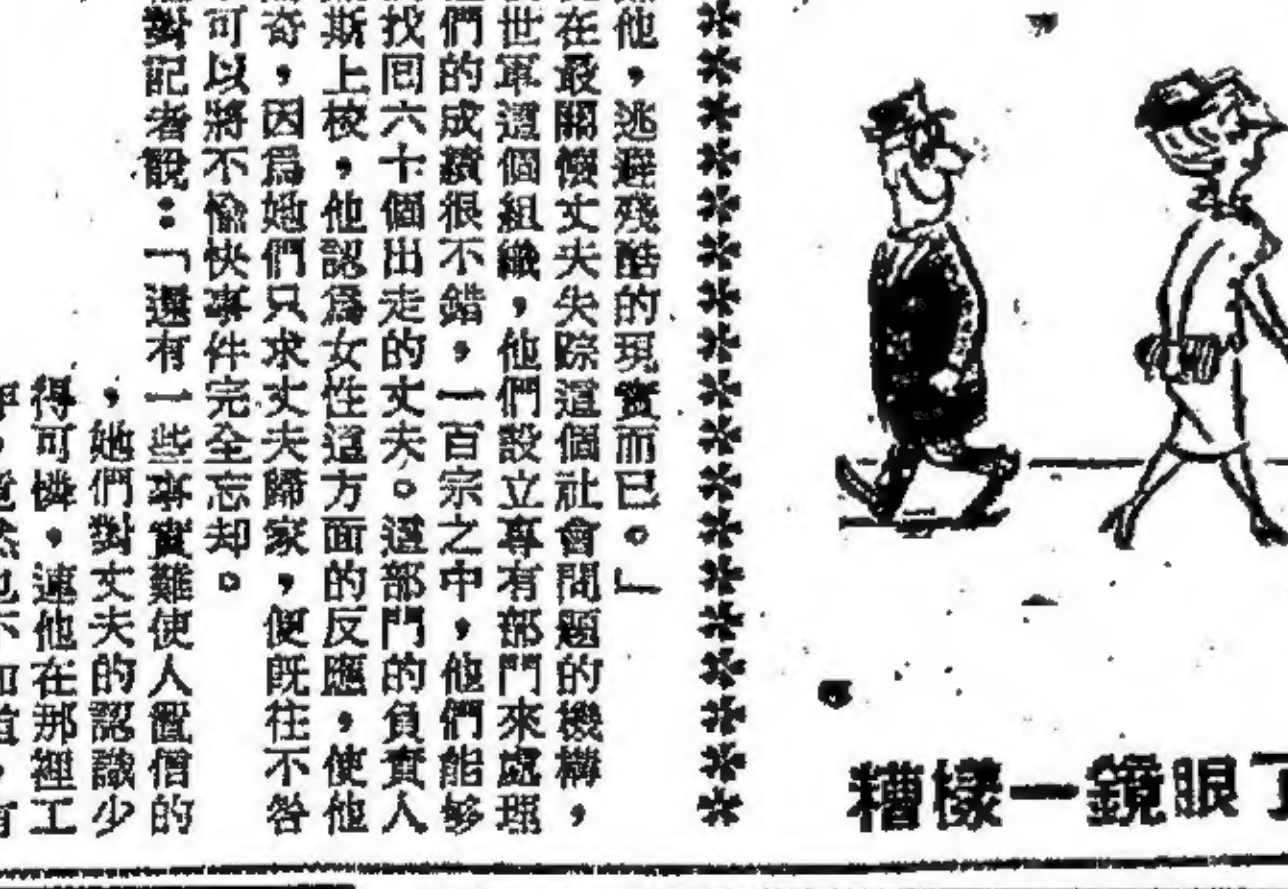 了眼鏡一樣糟
他，逃避殘酷的現實而已。」
在最關懷丈夫失踪這個社會問題的機構，
世軍這個組織，他們設立專有部門來處理
們的成績很不錯，一百宗之中，他們能够
找回六十個出走的丈夫。這部門的負責人
斯上校，他認爲女性這方面的反應，使他
奇，因爲她們只求丈夫歸家，便既往不咎
可以將不愉快事件完全忘却。
對記者說：「還有一些事實難使人置信的
，她們對丈夫的認識少
得可憐，連他在那裡工